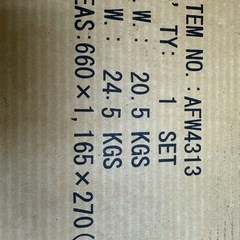 TEM NO.: AFW4313
, TY: 1 SET
. W.: 20.5 KGS
. W.: 24.5 KGS
EAS: 660×1,165×270(